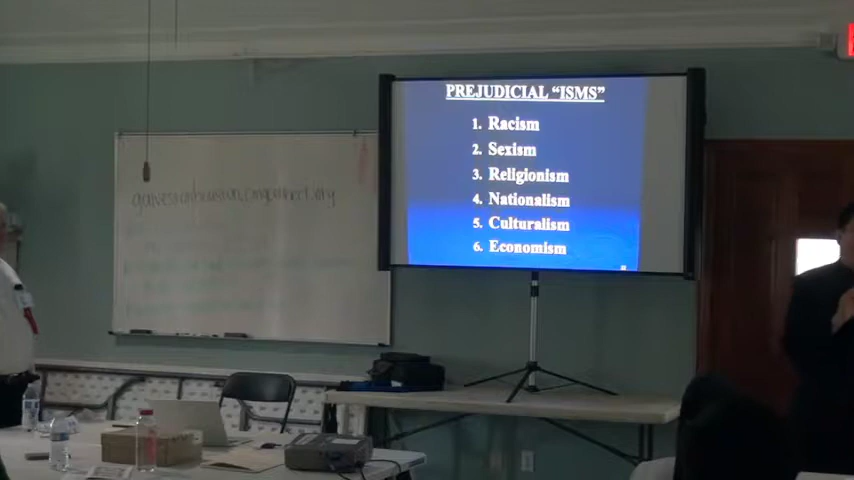 PREJUDICIAL “ISMS”
1. Racism
2. Sexism
3. Religionism
4. Nationalism
5. Culturalism
6. Economism